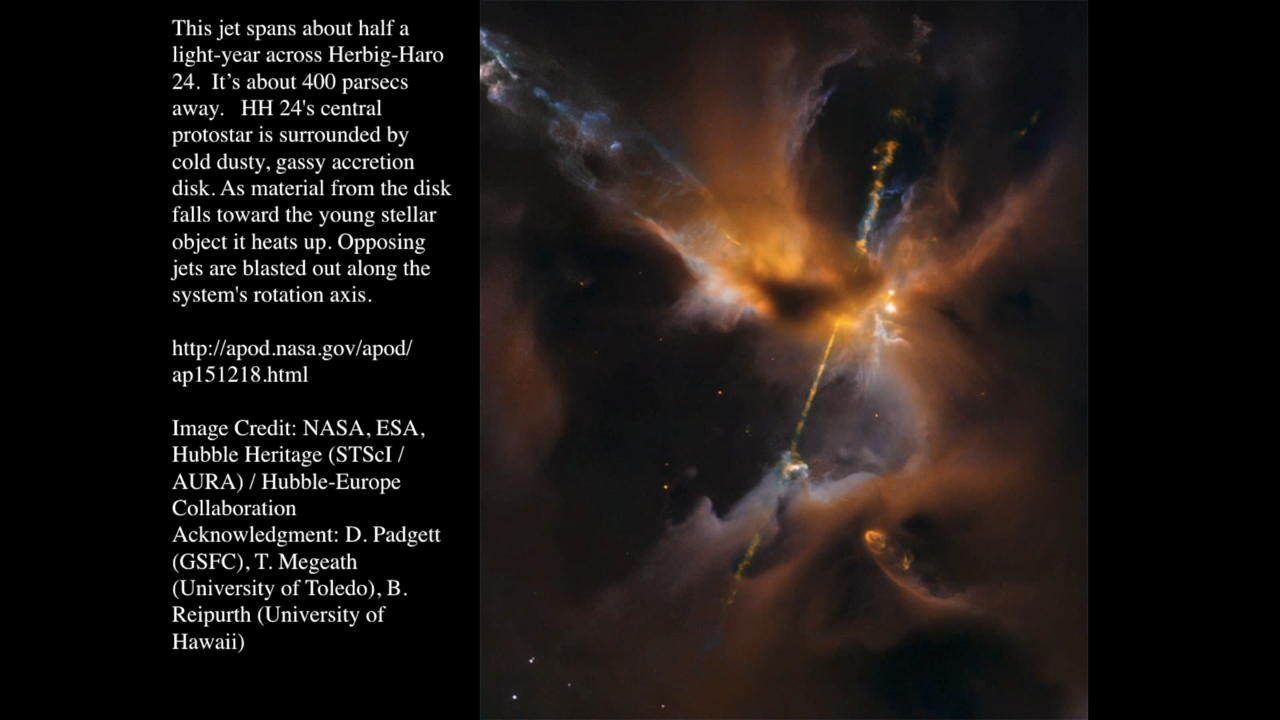 This jet spans about half a
light-year across Herbig-Haro
24.  It’s about 400 parsecs
away.   HH 24's central
protostar is surrounded by
cold dusty, gassy accretion
disk. As material from the disk
falls toward the young stellar
object it heats up. Opposing
jets are blasted out along the
system's rotation axis.
http://apod.nasa.gov/apod/
ap151218.html
Image Credit: NASA, ESA,
Hubble Heritage (STScI /
AURA) / Hubble-Europe
Collaboration
Acknowledgment: D. Padgett
(GSFC), T. Megeath
(University of Toledo), B.
Reipurth (University of
Hawaii)